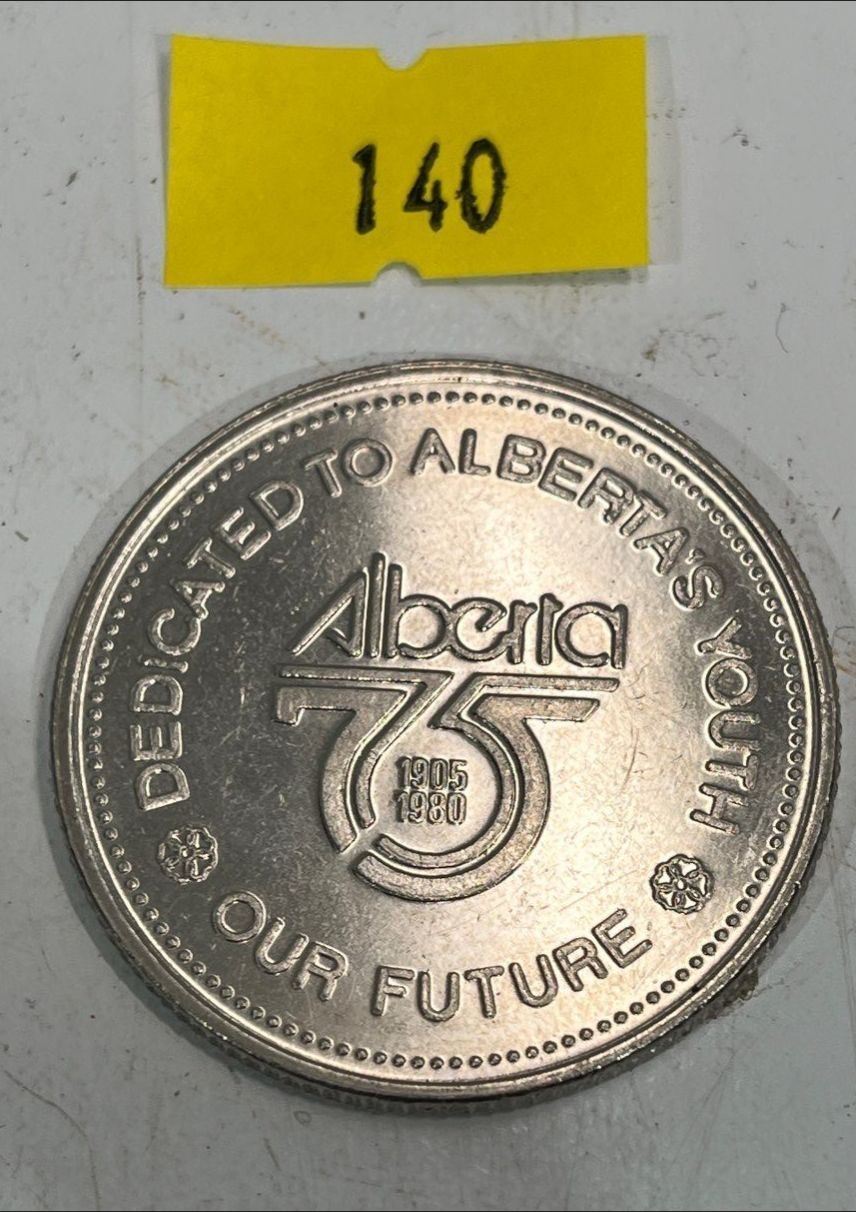 140
DEDICATED TO ALBERTA'S YOUTH
Alberta
75
1905
1980
OUR FUTURE